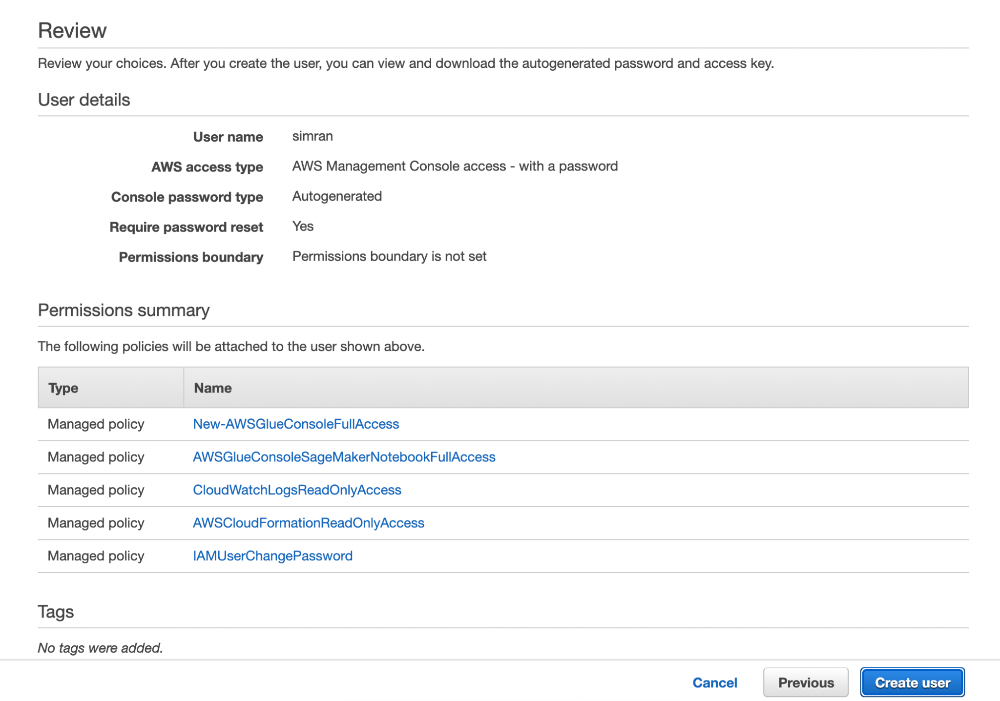 Review
Review your choices. After you create the user, you can view and download the autogenerated password and access key.
User details
User name simran
AWS access type AWS Management Console access - with a password
Console password type Autogenerated
Require password reset Yes
Permissions boundary Permissions boundary is not set
Permissions summary
The following policies will be attached to the user shown above.
Type Name
Managed policy New-AWSGlueConsoleFullAccess
Managed policy AWSGlueConsoleSageMakerNotebookFullAccess
Managed policy CloudWatchLogsReadOnlyAccess
Managed policy AWSCloudFormationReadOnlyAccess
Managed policy IAMUserChangePassword
Tags
No tags were added.
Cancel Previous Create user